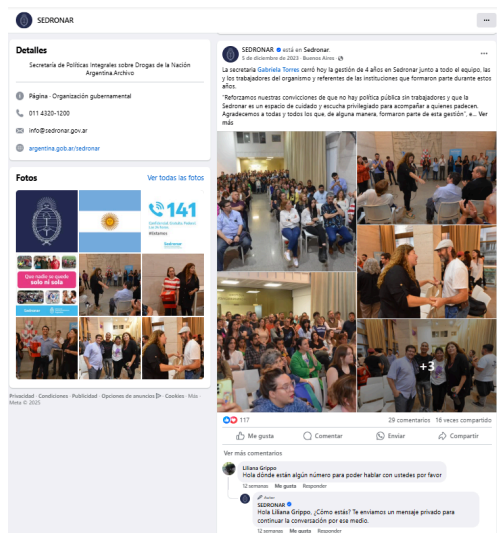 SEDRONAR
Detalles
Secretaría de Políticas Integrales sobre Drogas de la Nación
Argentina.Archivo
Página · Organización gubernamental
011 4320-1200
info@sedronar.gov.ar
argentina.gob.ar/sedronar
Fotos
Ver todas las fotos
141
Que nadie se quede
solo ni sola
Sedronar
Privacidad · Condiciones · Publicidad · Opciones de anuncios · Cookies · Más ·
Meta © 2025
SEDRONAR está en Sedronar.
5 de diciembre de 2023 · Buenos Aires ·
La secretaria Gabriela Torres cerró hoy la gestión de 4 años en Sedronar junto a todo el equipo, las
y los trabajadores del organismo y referentes de las instituciones que formaron parte durante estos
años.
"Reforzamos nuestras convicciones de que no hay política pública sin trabajadores y que la
Sedronar es un espacio de cuidado y escucha privilegiado para acompañar a quienes padecen.
Agradecemos a todas y todos los que, de alguna manera, formaron parte de esta gestión", e... Ver
más
+3
117
29 comentarios 16 veces compartido
Me gusta
Comentar
Enviar
Compartir
Ver más comentarios
Liliana Grippo
Hola dónde están algún número para poder hablar con ustedes por favor
12 semanas Me gusta Responder
Autor
SEDRONAR
Hola Liliana Grippo, ¿Cómo estás? Te enviamos un mensaje privado para
continuar la conversación por ese medio.
12 semanas Me gusta Responder